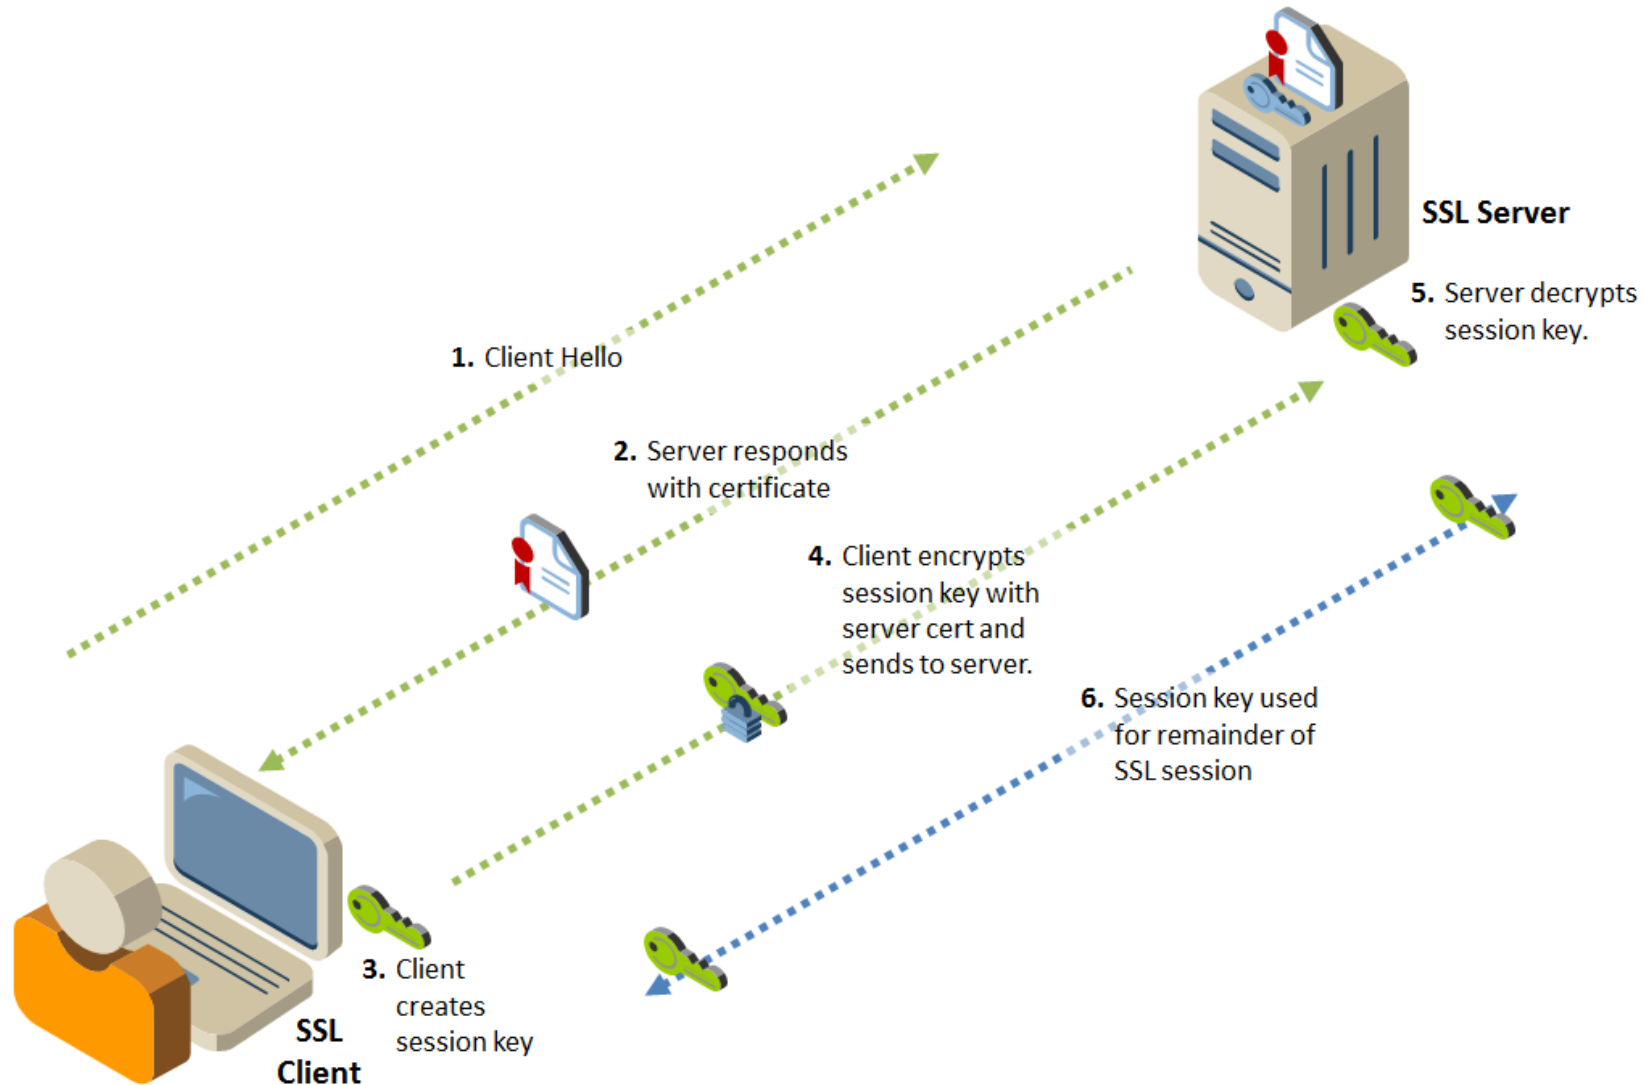 SSL Server
5. Server decrypts
session key.
1. Client Hello
2. Server responds
with certificate
4. Client encrypts
session key with
server cert and
sends to server.
6. Session key used
for remainder of
SSL session
3. Client
creates
session key
SSL
Client